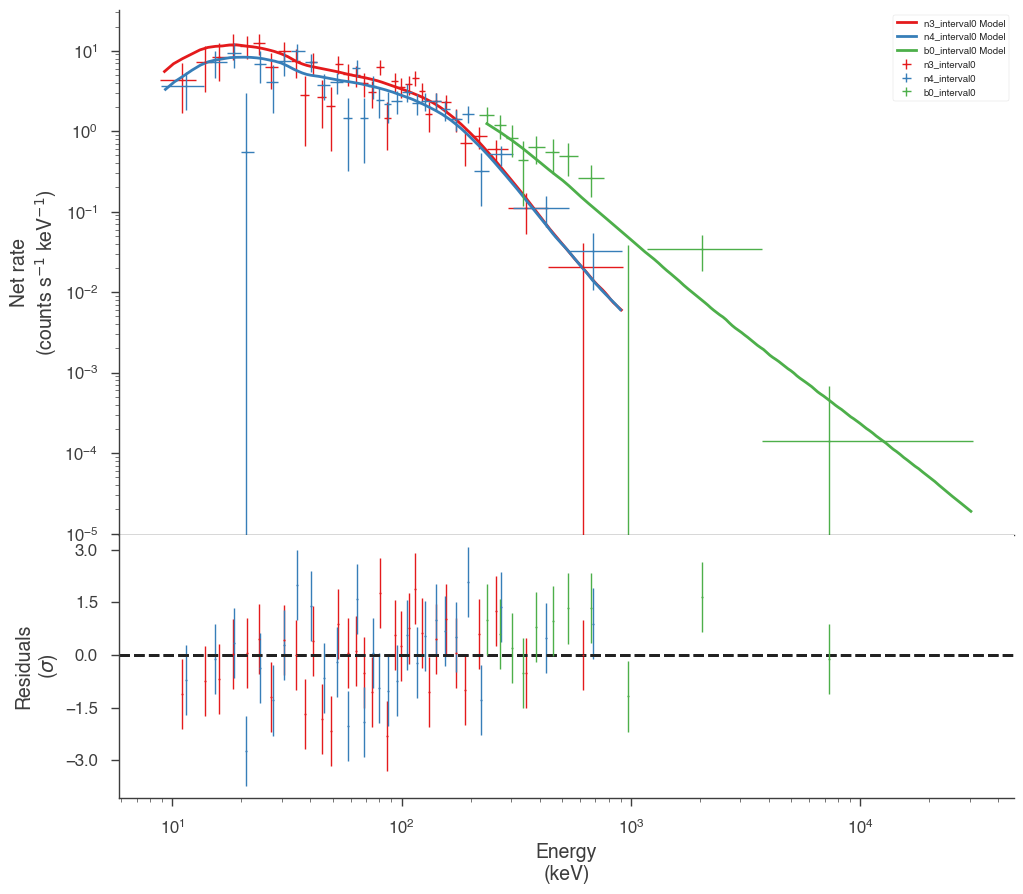 n3_interval0 Model
n4_interval0 Model
b0_interval0 Model
n3_interval0
n4_interval0
b0_interval0
10¹
10⁰
10⁻¹
10⁻²
10⁻³
10⁻⁴
10⁻⁵
Net rate
(counts s⁻¹ keV⁻¹)
3.0
1.5
0.0
−1.5
−3.0
Residuals
(σ)
10¹ 10² 10³ 10⁴
Energy
(keV)